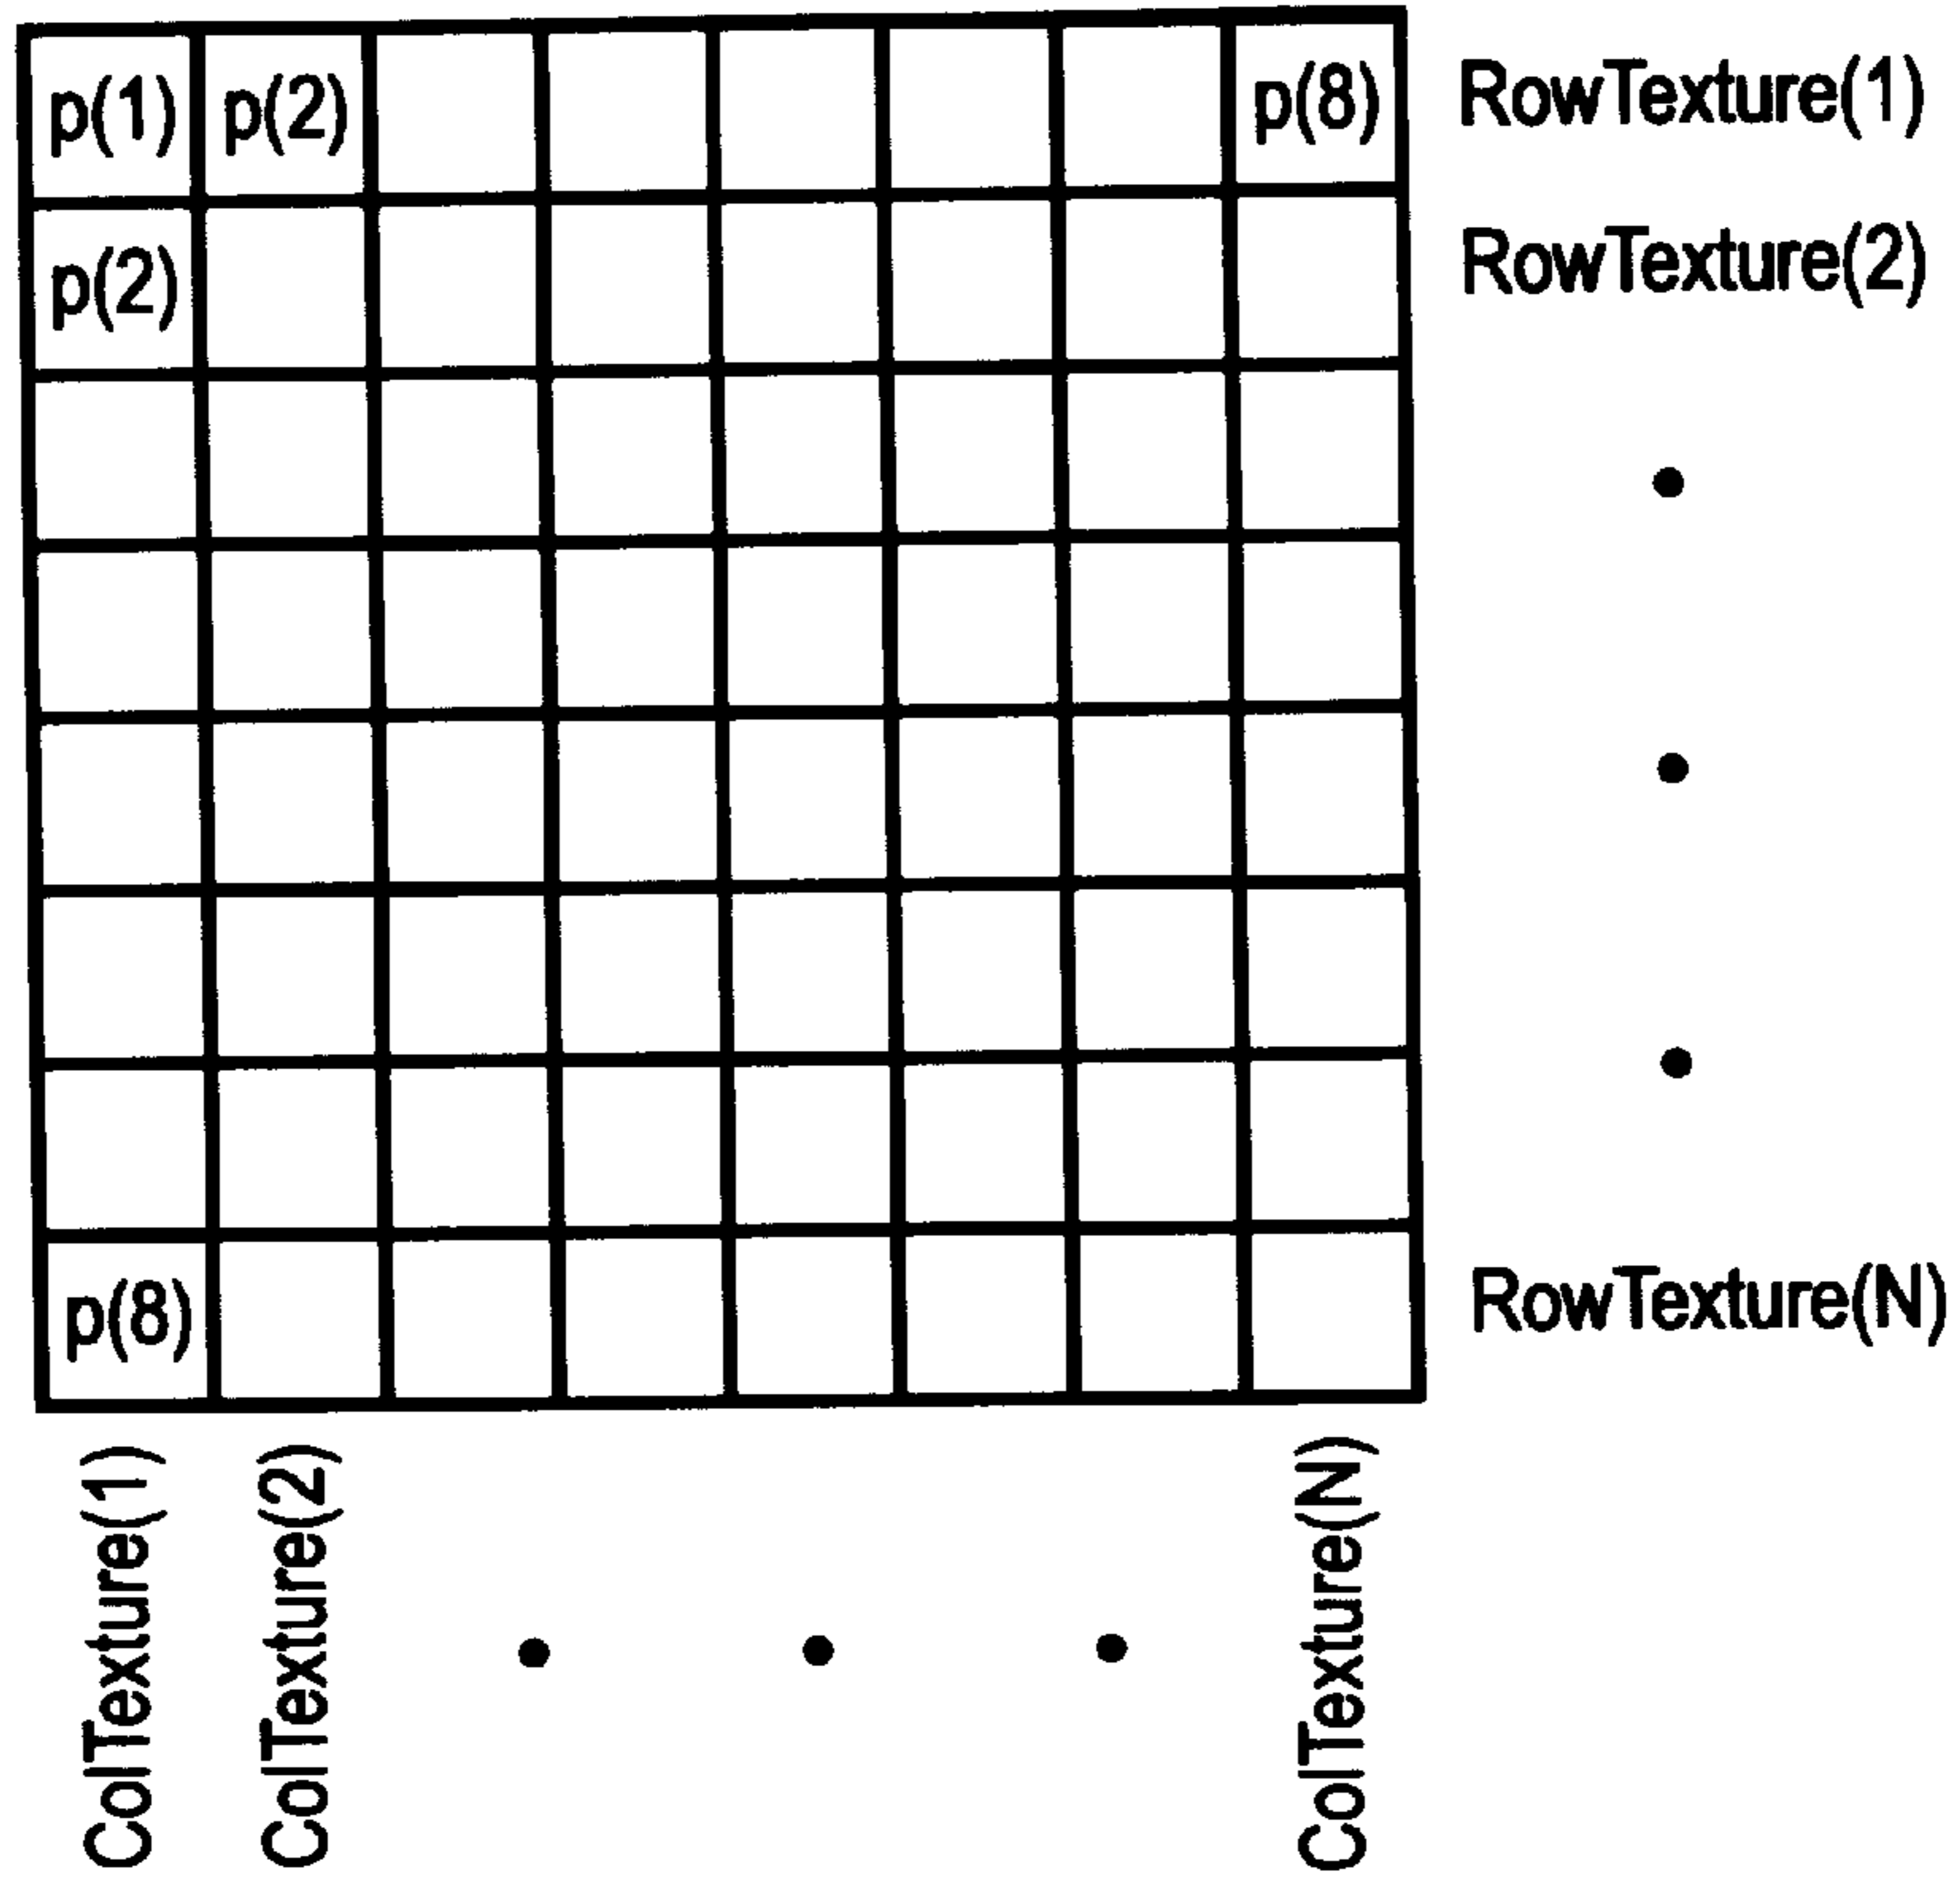 p(1) p(2) p(8) RowTexture(1)
p(2) RowTexture(2)
p(8) RowTexture(N)
ColTexture(1)
ColTexture(2)
ColTexture(N)